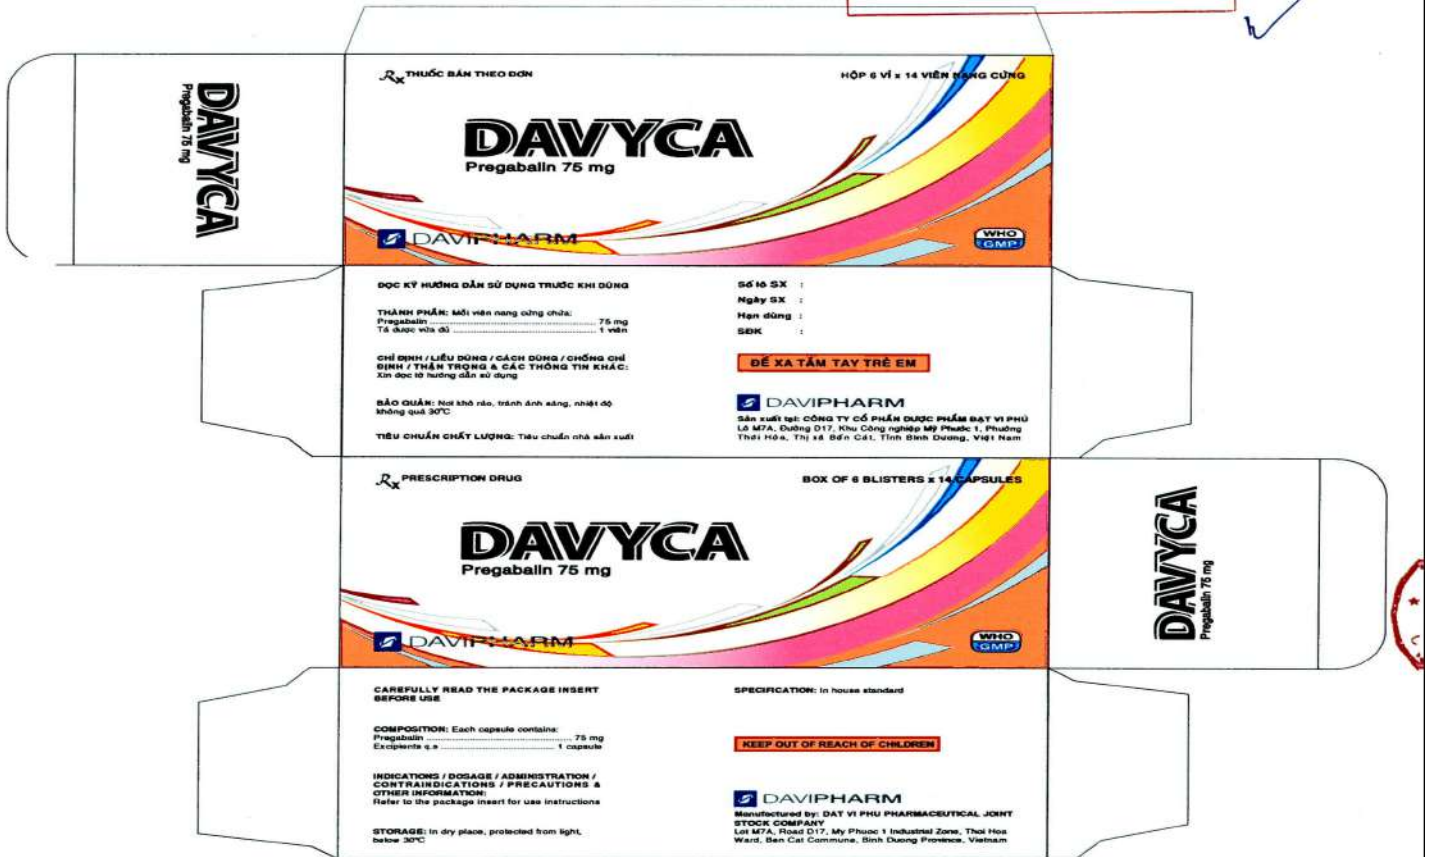 DAVYCA
Pregabalin 75 mg
Rx THUỐC BÁN THEO ĐƠN
HỘP 6 VỈ x 14 VIÊN NANG CỨNG
DAVYCA
Pregabalin 75 mg
DAVIPHARM
WHO
GMP
ĐỌC KỸ HƯỚNG DẪN SỬ DỤNG TRƯỚC KHI DÙNG
THÀNH PHẦN: Mỗi viên nang cứng chứa:
Pregabalin ........ 75 mg
Tá dược vừa đủ ........ 1 viên
CHỈ ĐỊNH / LIỀU DÙNG / CÁCH DÙNG / CHỐNG CHỈ
ĐỊNH / THẬN TRỌNG & CÁC THÔNG TIN KHÁC:
Xin đọc tờ hướng dẫn sử dụng
BẢO QUẢN: Nơi khô ráo, tránh ánh sáng, nhiệt độ
không quá 30°C
TIÊU CHUẨN CHẤT LƯỢNG: Tiêu chuẩn nhà sản xuất
Số lô SX :
Ngày SX :
Hạn dùng :
SĐK :
ĐỂ XA TẦM TAY TRẺ EM
DAVIPHARM
Sản xuất tại: CÔNG TY CỔ PHẦN DƯỢC PHẨM ĐẠT VI PHÚ
Lô M7A, Đường D17, Khu Công nghiệp Mỹ Phước 1, Phường
Thới Hòa, Thị xã Bến Cát, Tỉnh Bình Dương, Việt Nam
Rx PRESCRIPTION DRUG
BOX OF 6 BLISTERS x 14 CAPSULES
DAVYCA
Pregabalin 75 mg
DAVIPHARM
WHO
GMP
DAVYCA
Pregabalin 75 mg
CAREFULLY READ THE PACKAGE INSERT
BEFORE USE
COMPOSITION: Each capsule contains:
Pregabalin ........ 75 mg
Excipients q.s ........ 1 capsule
INDICATIONS / DOSAGE / ADMINISTRATION /
CONTRAINDICATIONS / PRECAUTIONS &
OTHER INFORMATION:
Refer to the package insert for use instructions
STORAGE: In dry place, protected from light,
below 30°C
SPECIFICATION: In house standard
KEEP OUT OF REACH OF CHILDREN
DAVIPHARM
Manufactured by: DAT VI PHU PHARMACEUTICAL JOINT
STOCK COMPANY
Lot M7A, Road D17, My Phuoc 1 Industrial Zone, Thoi Hoa
Ward, Ben Cat Commune, Binh Duong Province, Vietnam